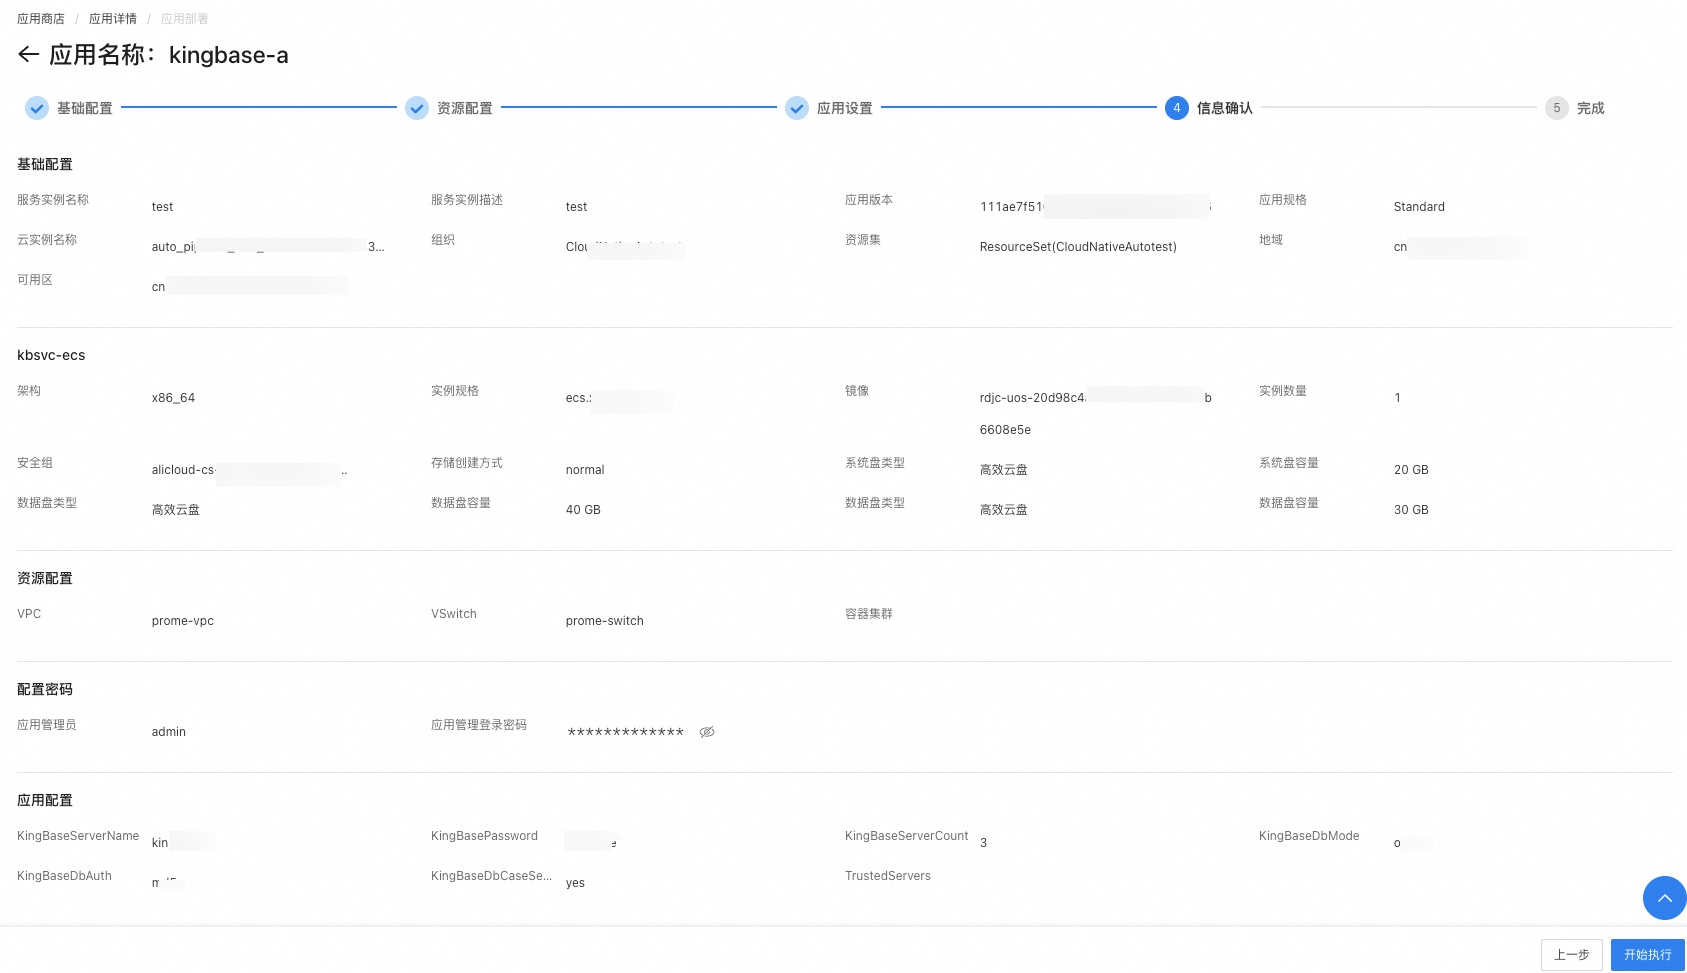 应用商店 / 应用详情 / 应用部署
← 应用名称：kingbase-a
基础配置 资源配置 应用设置 4 信息确认 5 完成
基础配置
服务实例名称 test 服务实例描述 test 应用版本 111ae7f51 应用规格 Standard
云实例名称 auto_pi 3... 组织 资源集 ResourceSet(CloudNativeAutotest) 地域 cn
可用区 cn
kbsvc-ecs
架构 x86_64 实例规格 ecs. 镜像 rdjc-uos-20d98c4 b 实例数量 1
6608e5e
安全组 alicloud-cs- .. 存储创建方式 normal 系统盘类型 高效云盘 系统盘容量 20 GB
数据盘类型 高效云盘 数据盘容量 40 GB 数据盘类型 高效云盘 数据盘容量 30 GB
资源配置
VPC prome-vpc VSwitch prome-switch 容器集群
配置密码
应用管理员 admin 应用管理登录密码 *************
应用配置
KingBaseServerName kin KingBasePassword e KingBaseServerCount 3 KingBaseDbMode o
KingBaseDbAuth KingBaseDbCaseSe... yes TrustedServers
上一步 开始执行